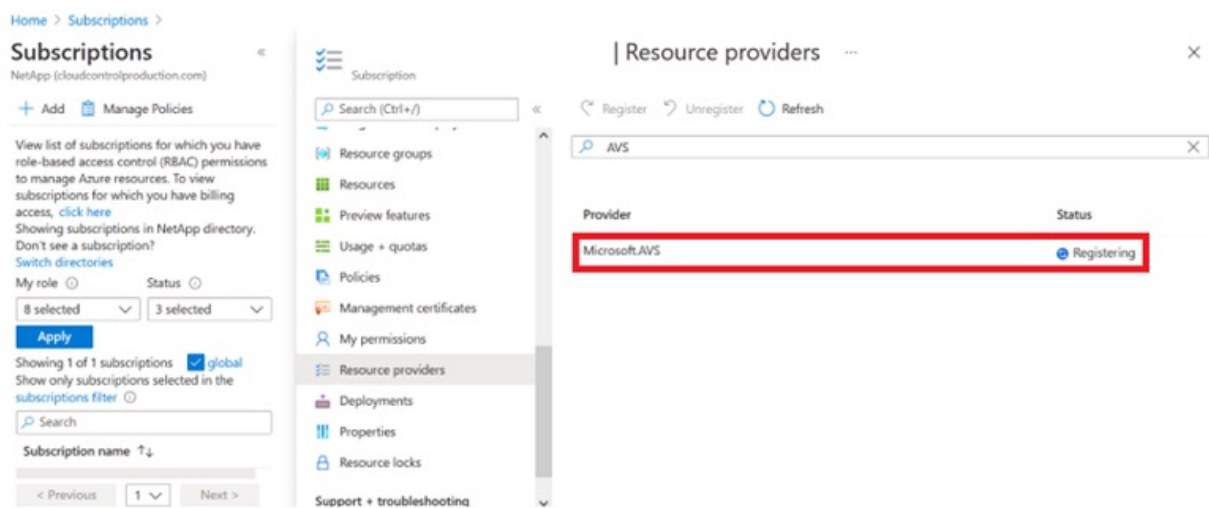 Home > Subscriptions >
Subscriptions
«
NetApp (cloudcontrolproduction.com)
+ Add Manage Policies
View list of subscriptions for which you have
role-based access control (RBAC) permissions
to manage Azure resources. To view
subscriptions for which you have billing
access, click here
Showing subscriptions in NetApp directory.
Don't see a subscription?
Switch directories
My role Status
8 selected 3 selected
Apply
Showing 1 of 1 subscriptions global
Show only subscriptions selected in the
subscriptions filter
Search
Subscription name ↑↓
< Previous 1 Next >
Subscription
Search (Ctrl+/)
«
Resource groups
Resources
Preview features
Usage + quotas
Policies
Management certificates
My permissions
Resource providers
Deployments
Properties
Resource locks
Support + troubleshooting
| Resource providers ...
Register Unregister Refresh
AVS
Provider Status
Microsoft.AVS Registering